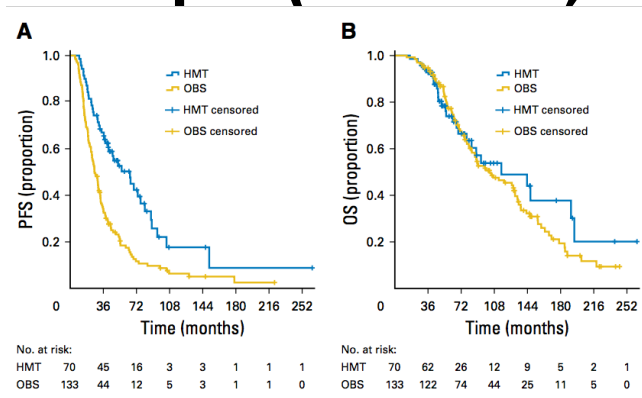 A
1.0
0.8
0.6
0.4
0.2
PFS (proportion)
HMT
OBS
HMT censored
OBS censored
0 36 72 108 144 180 216 252
Time (months)
No. at risk:
HMT 70 45 16 3 3 1 1 1
OBS 133 44 12 5 3 1 1 0
B
1.0
0.8
0.6
0.4
0.2
OS (proportion)
HMT
OBS
HMT censored
OBS censored
0 36 72 108 144 180 216 252
Time (months)
No. at risk:
HMT 70 62 26 12 9 5 2 1
OBS 133 122 74 44 25 11 5 0